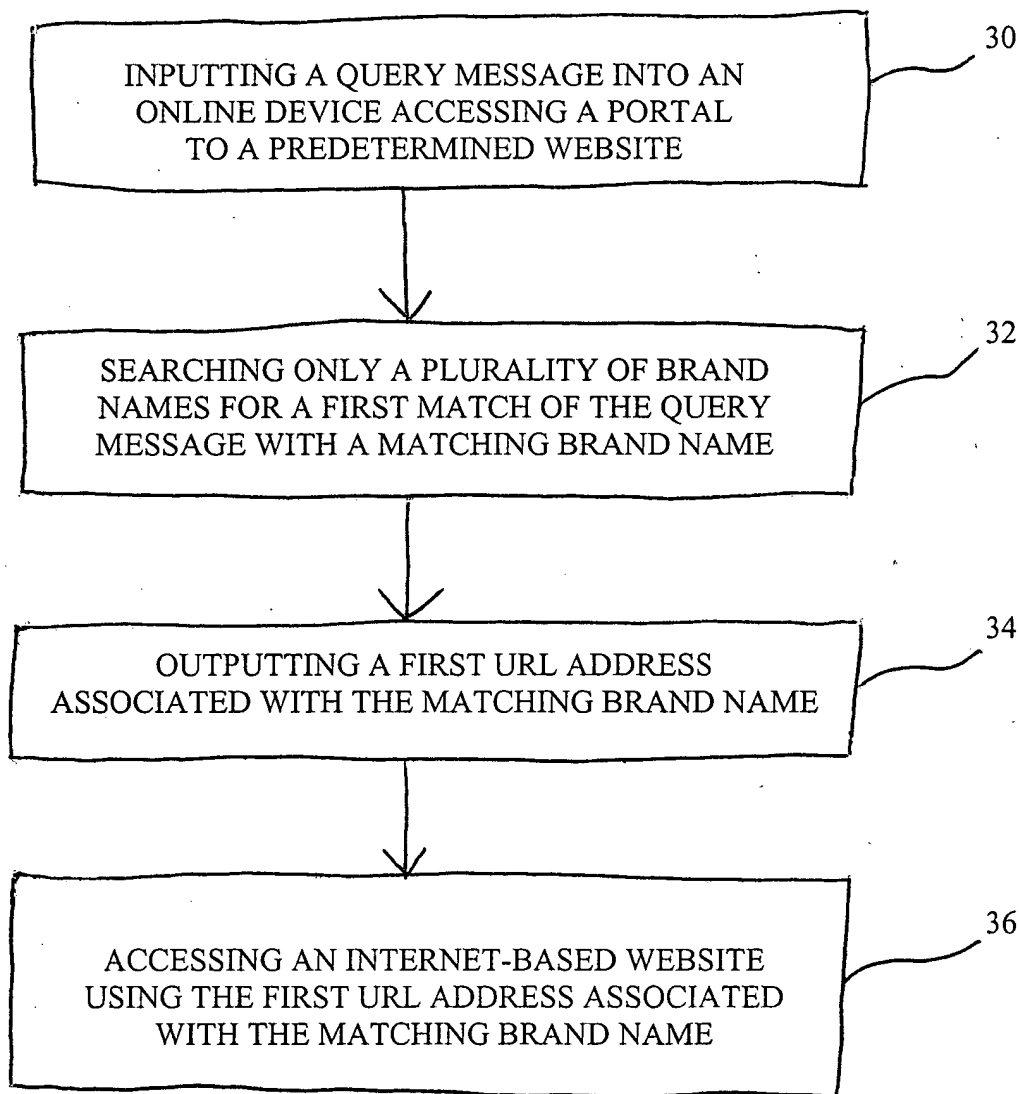 30
INPUTTING A QUERY MESSAGE INTO AN
ONLINE DEVICE ACCESSING A PORTAL
TO A PREDETERMINED WEBSITE
32
SEARCHING ONLY A PLURALITY OF BRAND
NAMES FOR A FIRST MATCH OF THE QUERY
MESSAGE WITH A MATCHING BRAND NAME
34
OUTPUTTING A FIRST URL ADDRESS
ASSOCIATED WITH THE MATCHING BRAND NAME
36
ACCESSING AN INTERNET-BASED WEBSITE
USING THE FIRST URL ADDRESS ASSOCIATED
WITH THE MATCHING BRAND NAME